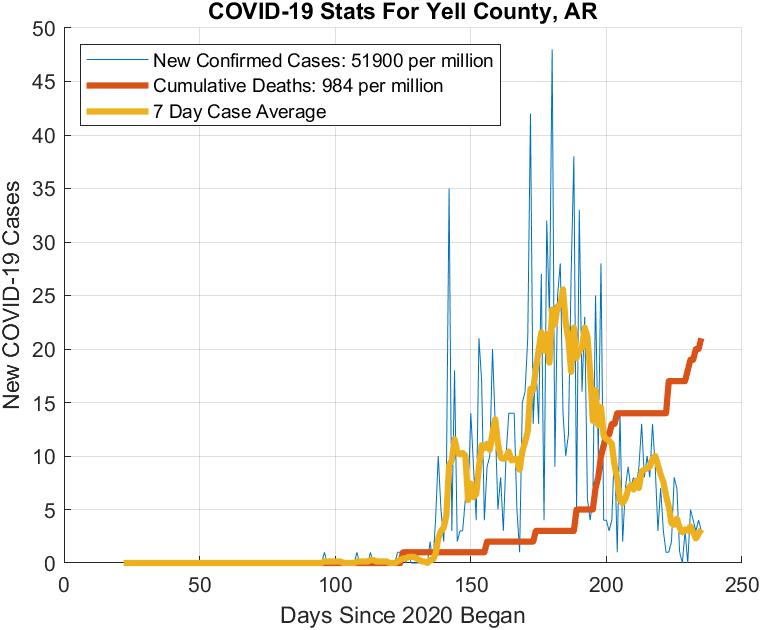 COVID-19 Stats For Yell County, AR
50
45
40
35
30
25
20
15
10
5
0
New COVID-19 Cases
New Confirmed Cases: 51900 per million
Cumulative Deaths: 984 per million
7 Day Case Average
0 50 100 150 200 250
Days Since 2020 Began